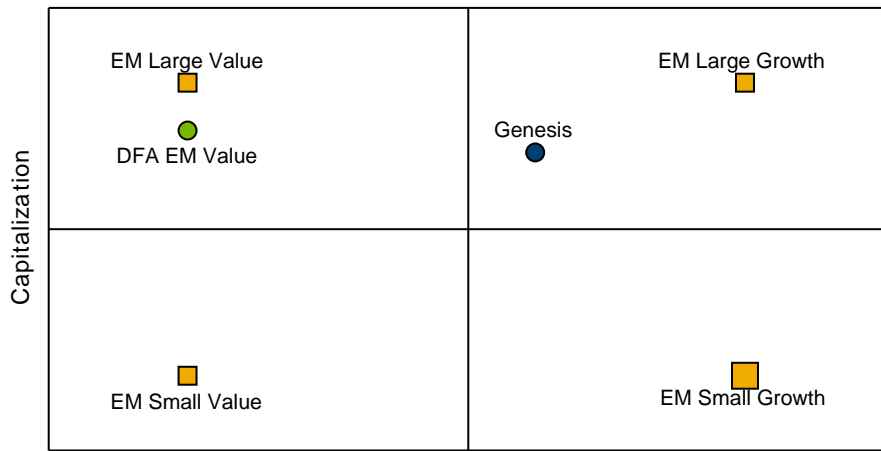 EM Large Value
EM Large Growth
Genesis
DFA EM Value
Capitalization
EM Small Value
EM Small Growth